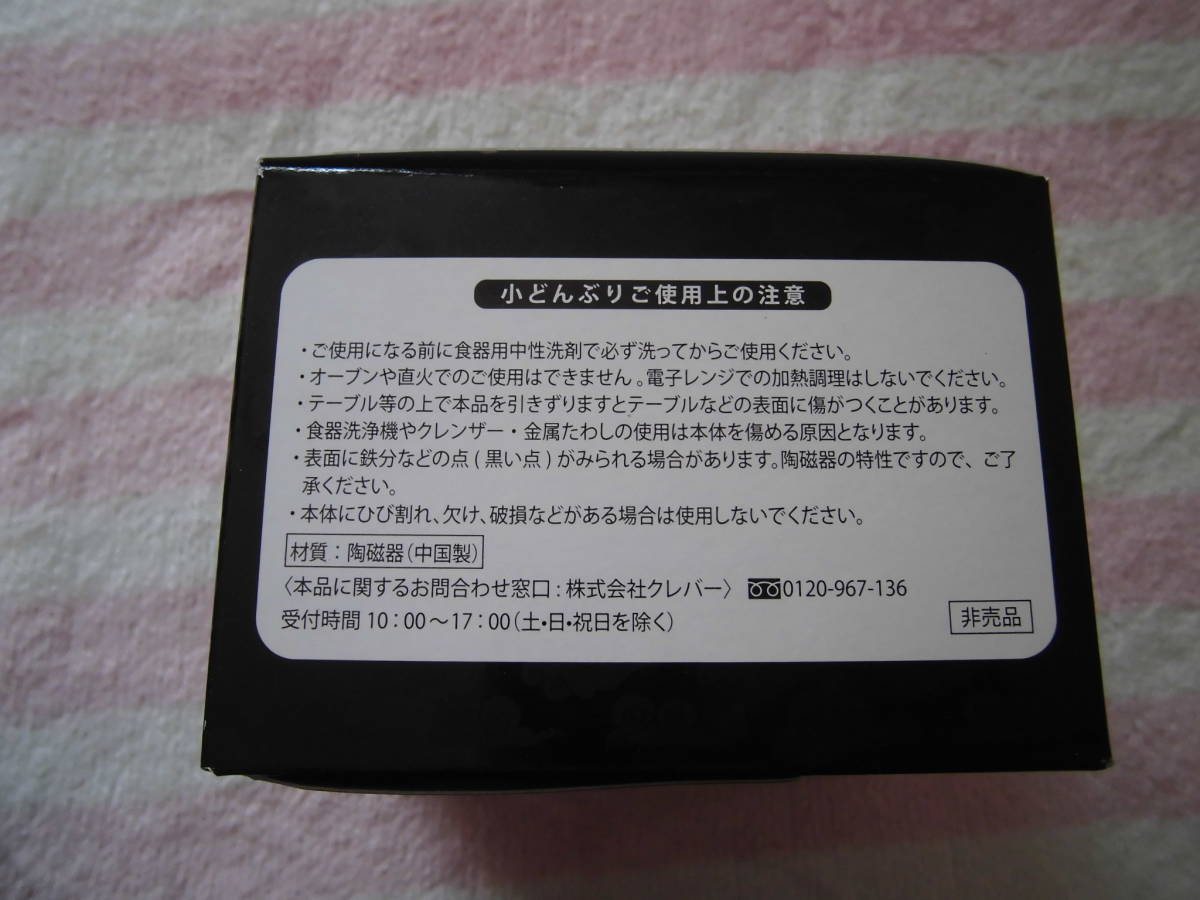 小どんぶりご使用上の注意
・ご使用になる前に食器用中性洗剤で必ず洗ってからご使用ください。
・オーブンや直火でのご使用はできません。電子レンジでの加熱調理はしないでください。
・テーブル等の上で本品を引きずりますとテーブルなどの表面に傷がつくことがあります。
・食器洗浄機やクレンザー・金属たわしの使用は本体を傷める原因となります。
・表面に鉄分などの点(黒い点)がみられる場合があります。陶磁器の特性ですので、ご了
承ください。
・本体にひび割れ、欠け、破損などがある場合は使用しないでください。
材質：陶磁器(中国製)
〈本品に関するお問合わせ窓口：株式会社クレバー〉 0120-967-136
受付時間 10：00～17：00(土・日・祝日を除く)
非売品